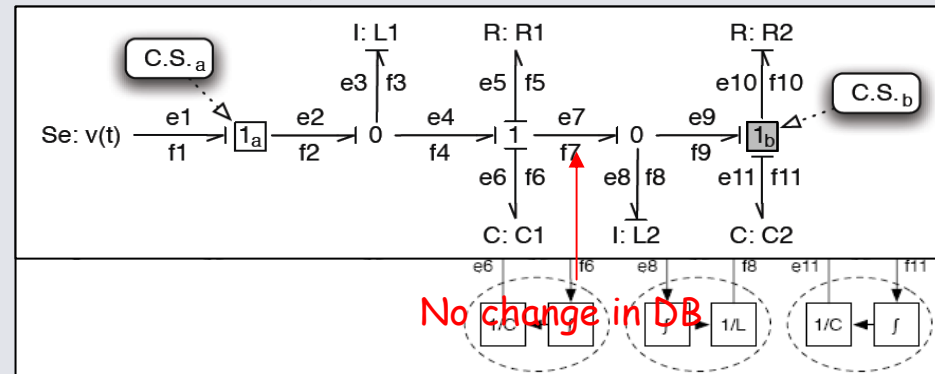 I: L1 R: R1 R: R2
C.S.a
C.S.b
e3 f3 e5 f5 e10 f10
e1 e2 e4 e7 e9
Se: v(t) 1a 0 1 0 1b
f1 f2 f4 f7 f9
e6 f6 e8 f8 e11 f11
C: C1 I: L2 C: C2
e6 f6 e8 f8 e11 f11
No change in DB
1/C ∫ ∫ 1/L 1/C ∫